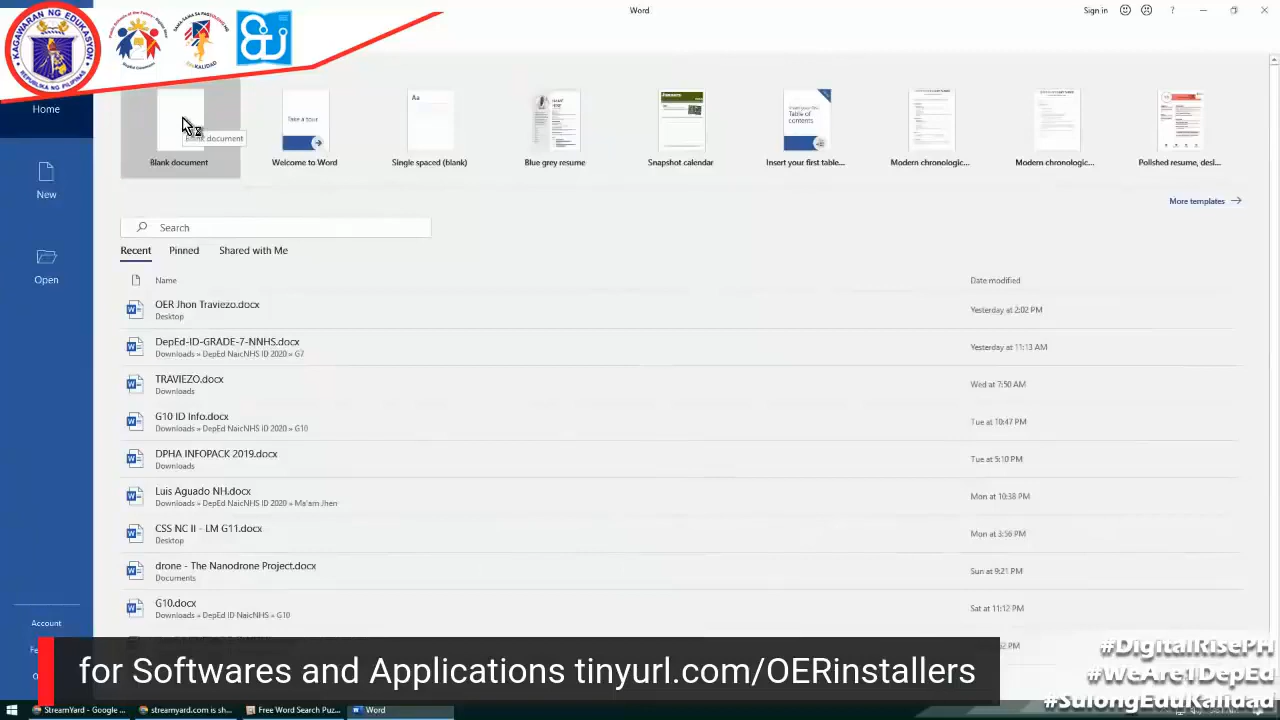 Word
Sign in
KAGAWARAN NG EDUKASYON
REPUBLIKA NG PILIPINAS
Home
New
Open
Account
Blank document
Blank document
Take a tour
Welcome to Word
Aa
Single spaced (blank)
Blue grey resume
Snapshot calendar
Insert your first table...
Modern chronologic...
Modern chronologic...
Polished resume, desi...
More templates
Search
Recent
Pinned
Shared with Me
Name
Date modified
OER Jhon Traviezo.docx
Desktop
Yesterday at 2:02 PM
DepEd-ID-GRADE-7-NNHS.docx
Downloads » DepEd NaicNHS ID 2020 » G7
Yesterday at 11:13 AM
TRAVIEZO.docx
Downloads
Wed at 7:50 AM
G10 ID Info.docx
Downloads » DepEd NaicNHS ID 2020 » G10
Tue at 10:47 PM
DPHA INFOPACK 2019.docx
Downloads
Tue at 5:10 PM
Luis Aguado NH.docx
Downloads » DepEd NaicNHS ID 2020 » Ma'am Jhen
Mon at 10:38 PM
CSS NC II - LM G11.docx
Desktop
Mon at 3:56 PM
drone - The Nanodrone Project.docx
Documents
Sun at 9:21 PM
G10.docx
Downloads » DepEd ID NaicNHS » G10
Sat at 11:12 PM
for Softwares and Applications tinyurl.com/OERinstallers
#DigitalRisePH
#WeAre1DepEd
#SulongEduKalidad
StreamYard - Google ...
streamyard.com is sh...
Free Word Search Puz...
Word